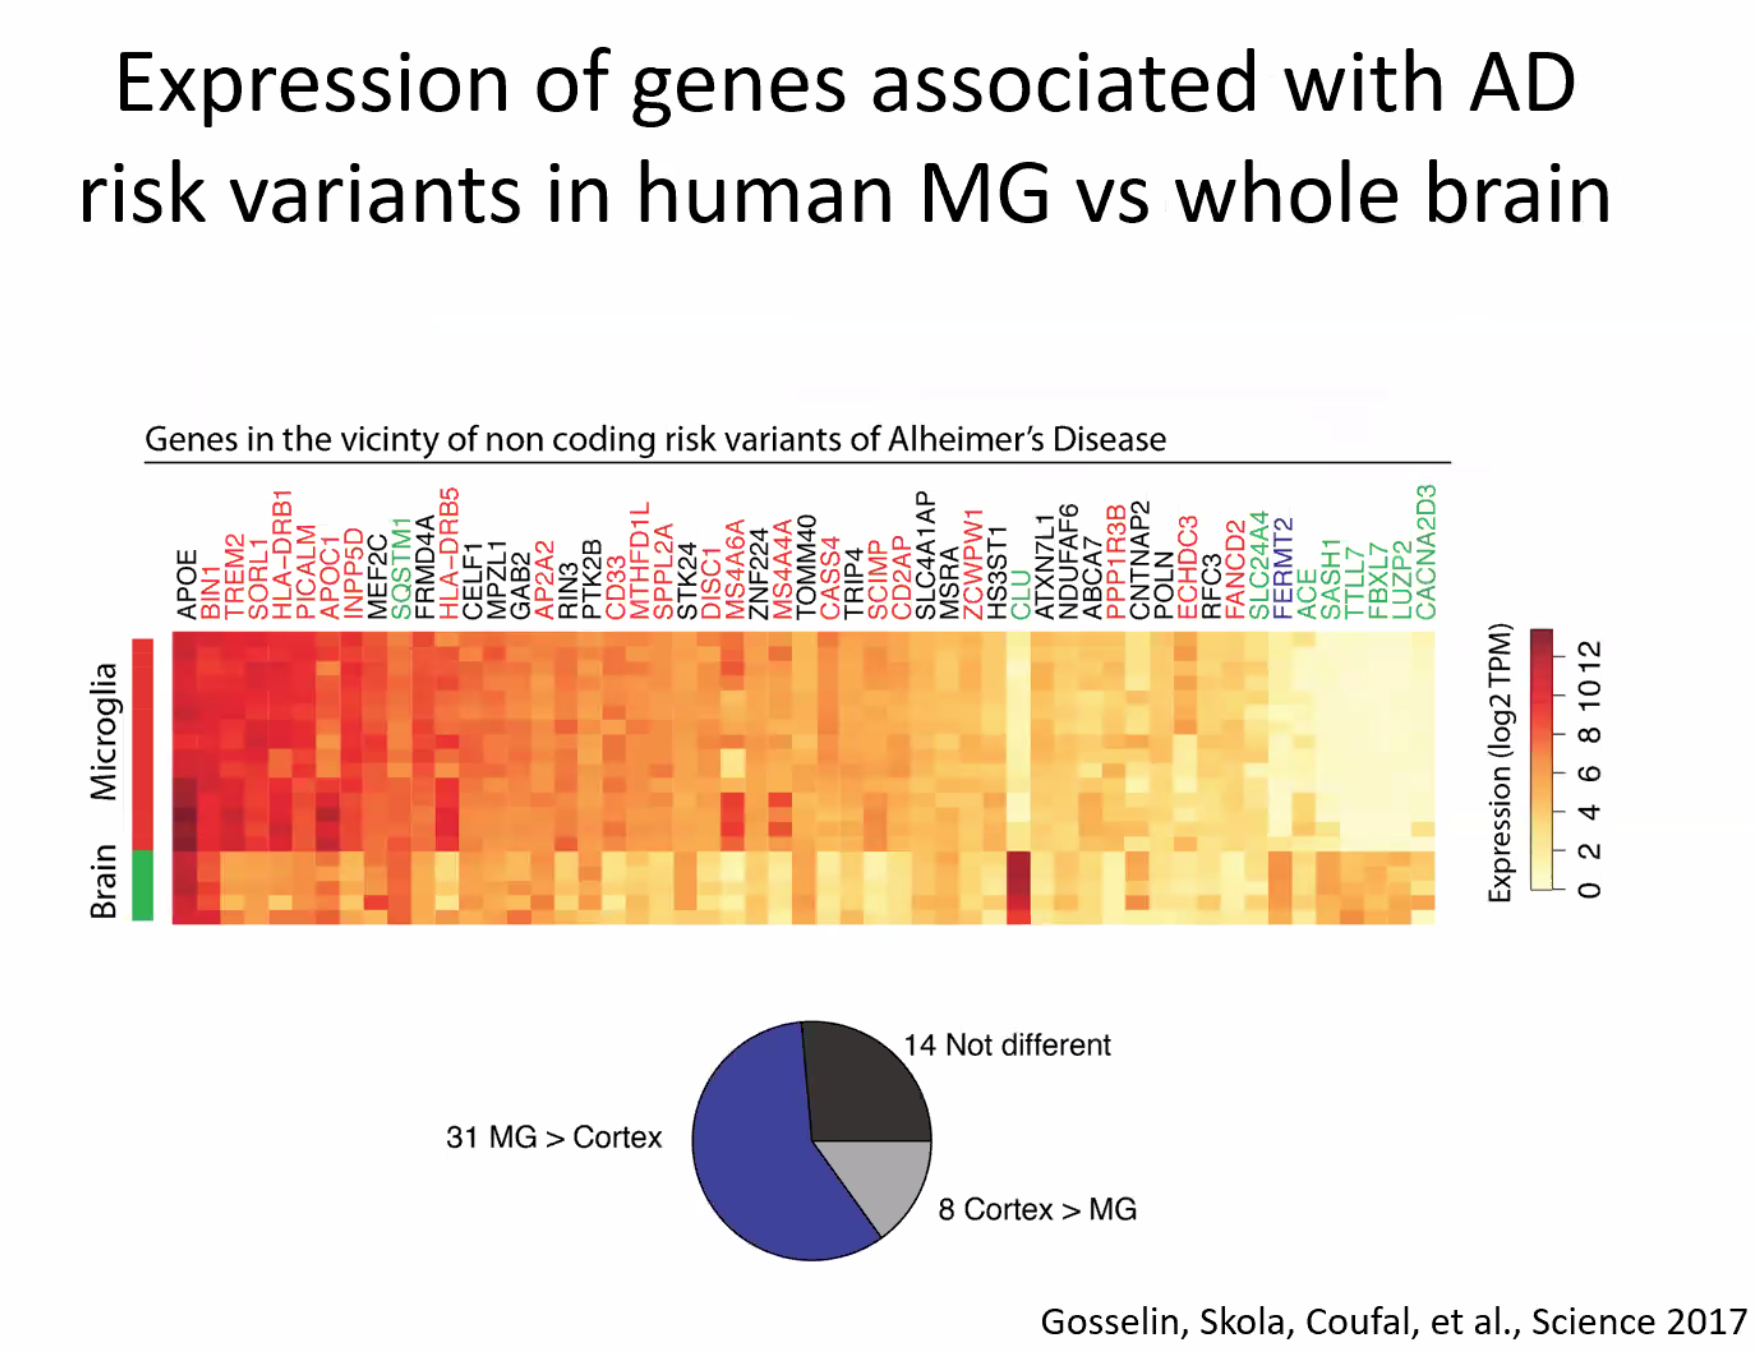 Expression of genes associated with AD
risk variants in human MG vs whole brain
Genes in the vicinty of non coding risk variants of Alheimer's Disease
APOE
BIN1
TREM2
SORL1
HLA-DRB1
PICALM
APOC1
INPP5D
MEF2C
SQSTM1
FRMD4A
HLA-DRB5
CELF1
MPZL1
GAB2
AP2A2
RIN3
PTK2B
CD33
MTHFD1L
SPPL2A
STK24
DISC1
MS4A6A
ZNF224
MS4A4A
TOMM40
CASS4
TRIP4
SCIMP
CD2AP
SLC4A1AP
MSRA
ZCWPW1
HS3ST1
CLU
ATXN7L1
NDUFAF6
ABCA7
PPP1R3B
CNTNAP2
POLN
ECHDC3
RFC3
FANCD2
SLC24A4
FERMT2
ACE
SASH1
TTLL7
FBXL7
LUZP2
CACNA2D3
Microglia
Brain
Expression (log2 TPM)
12
10
8
6
4
2
0
14 Not different
31 MG > Cortex
8 Cortex > MG
Gosselin, Skola, Coufal, et al., Science 2017